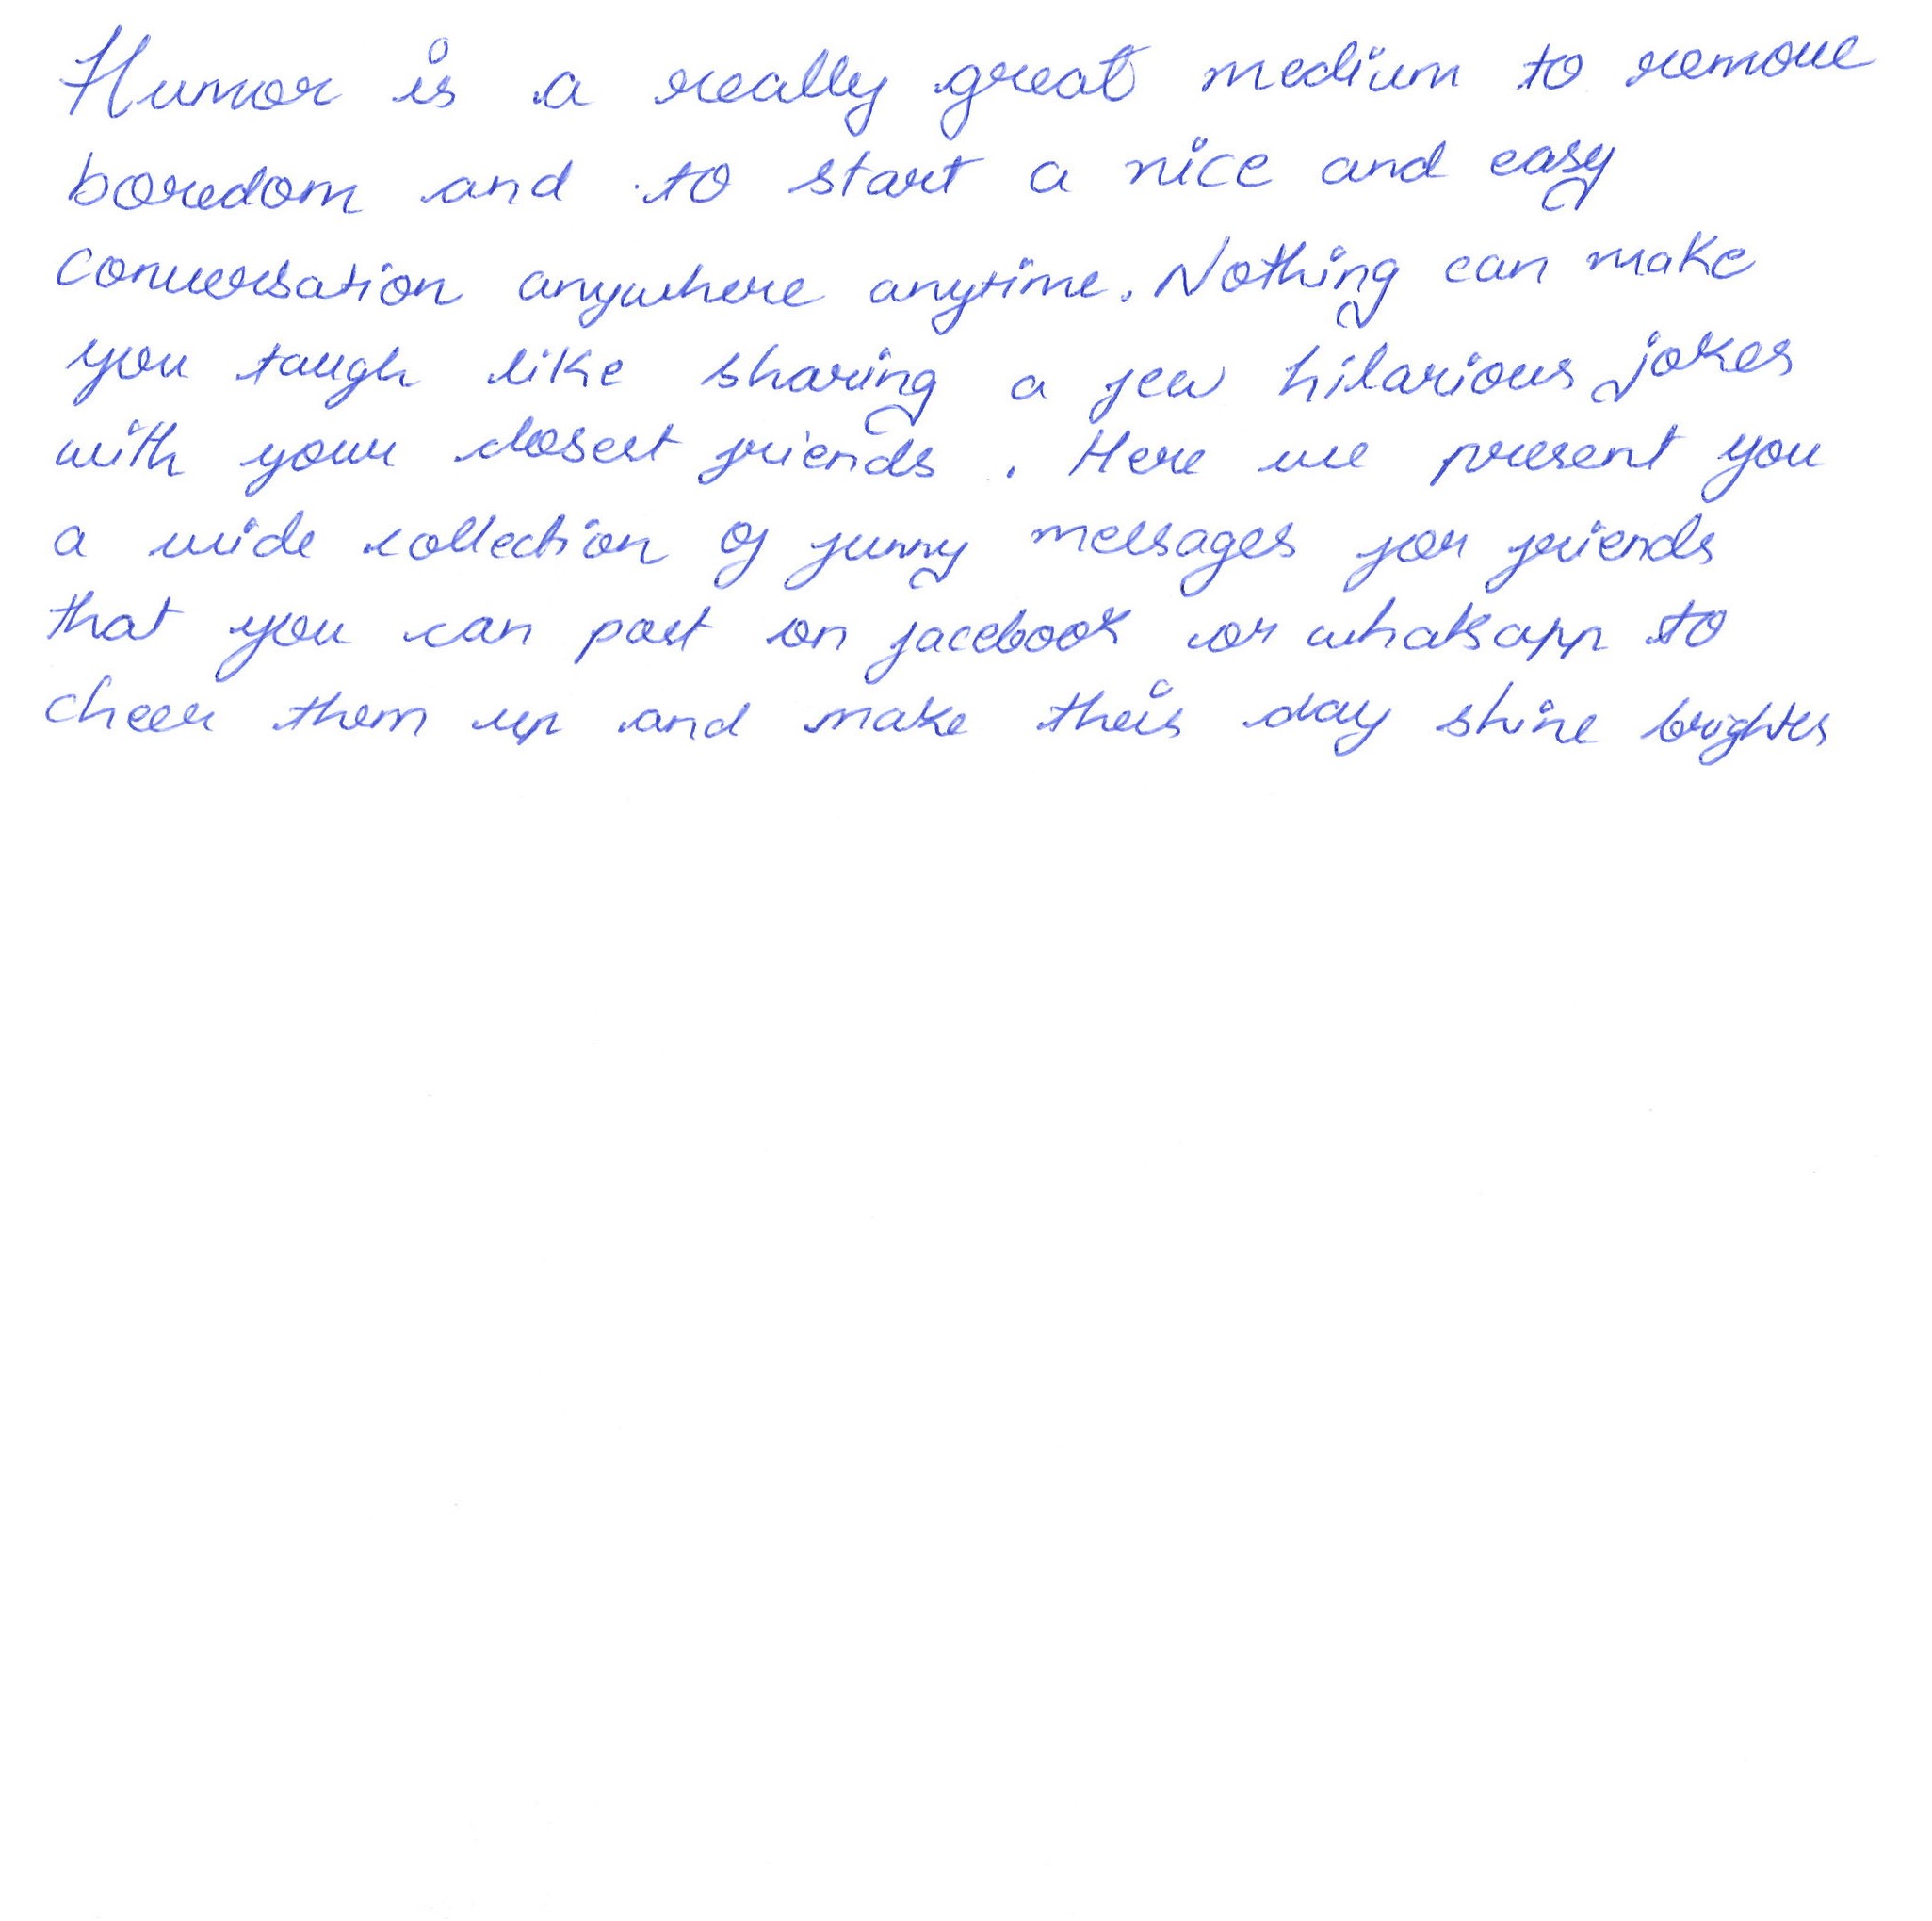 Humor is a really great medium to remove
boredom and to start a nice and easy
conversation anywhere anytime. Nothing can make
you taugh like sharing a few hilarious jokes
with your closest friends. Here we present you
a wide collection of funny messages for friends
that you can post on facebook or whatsapp to
cheer them up and make their day shine brighter